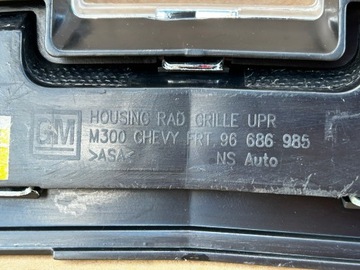 GM
HOUSING RAD GRILLE UPR
M300 CHEVY FRT. 96 686 985
>ASA<
NS Auto